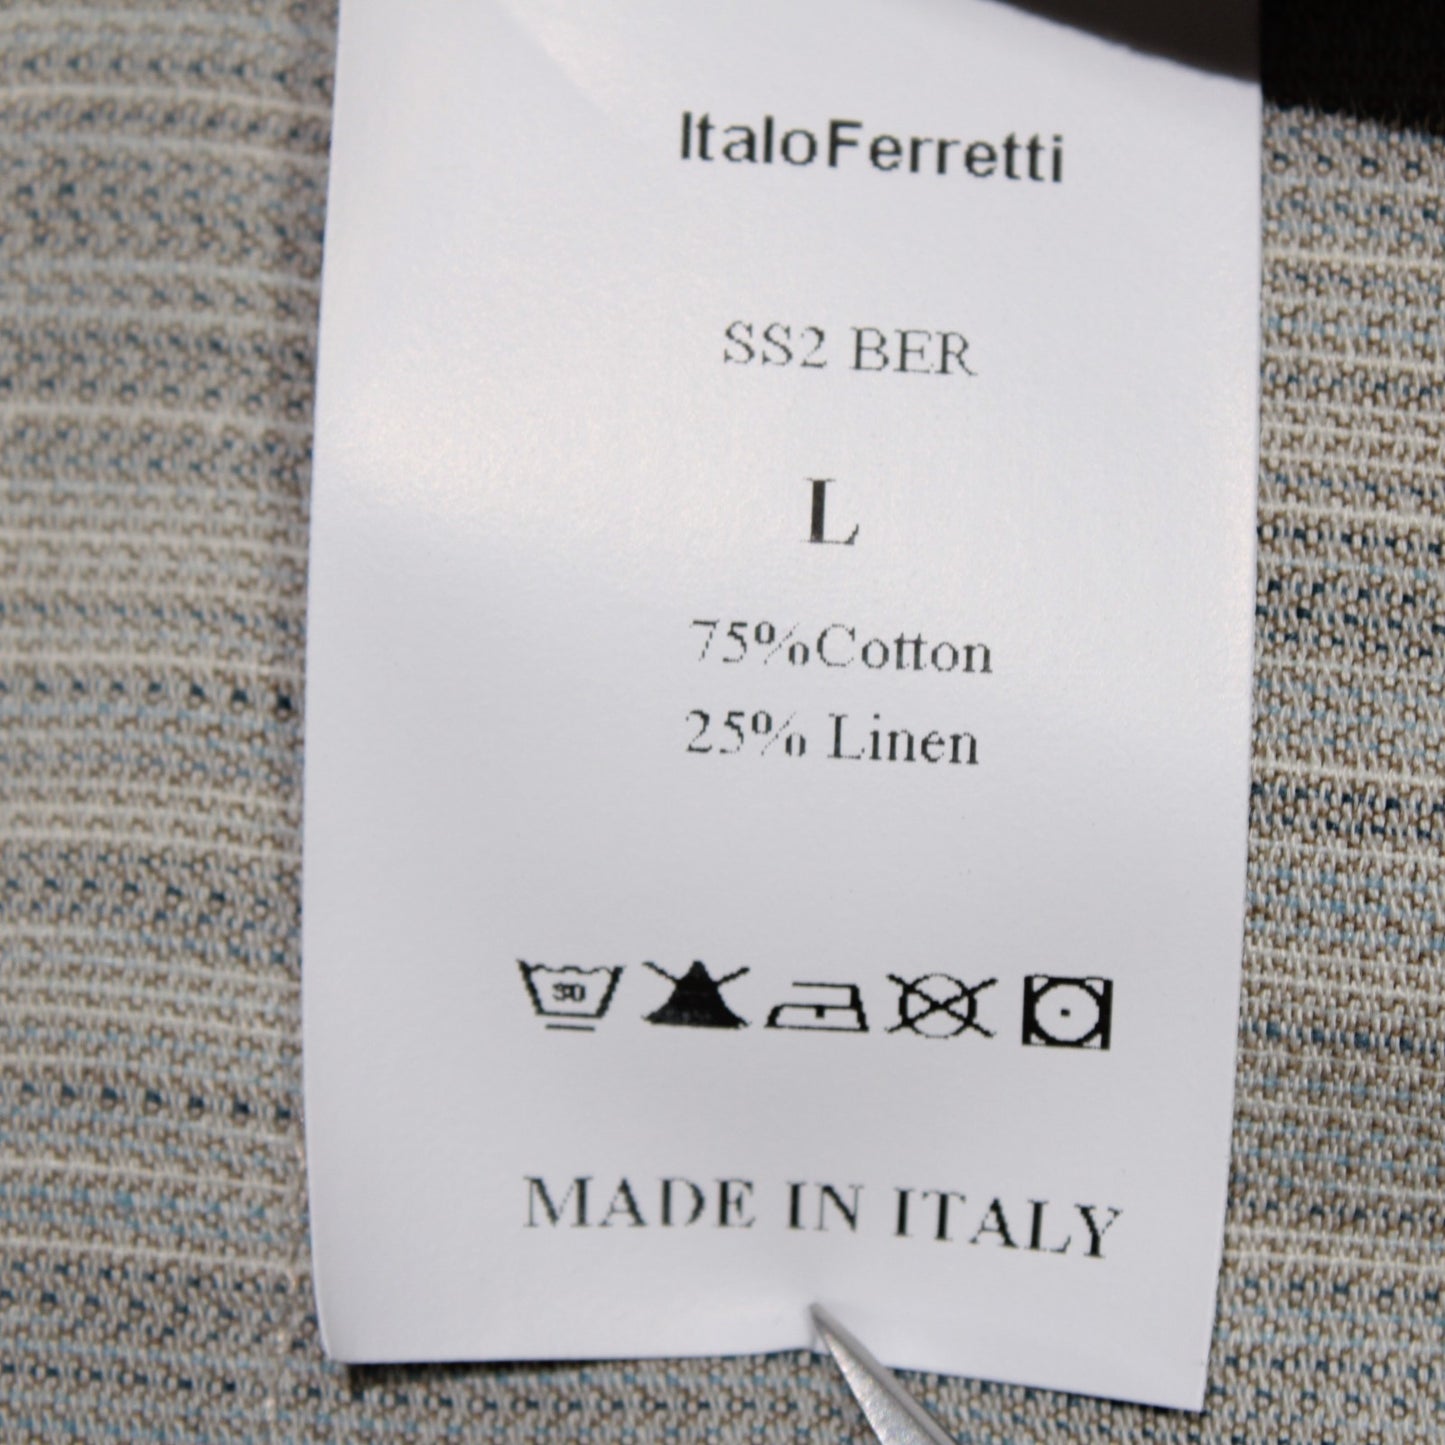 ItaloFerretti
SS2 BER
L
75%Cotton
25% Linen
30
MADE IN ITALY